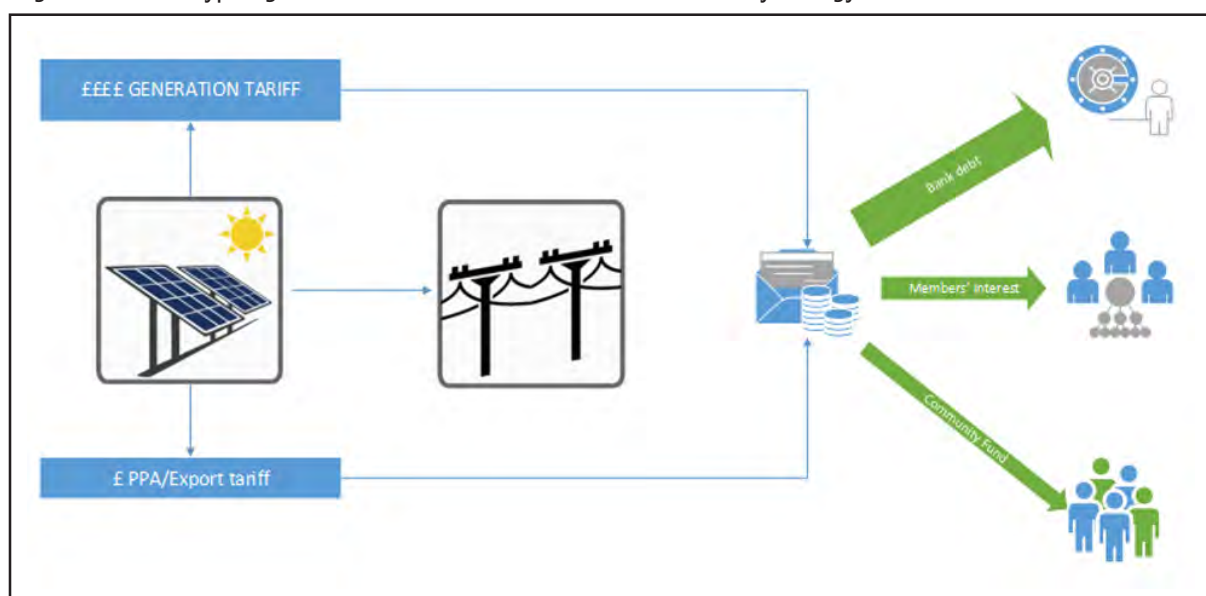 ££££ GENERATION TARIFF
Bank debt
Members' Interest
Community Fund
£ PPA/Export tariff